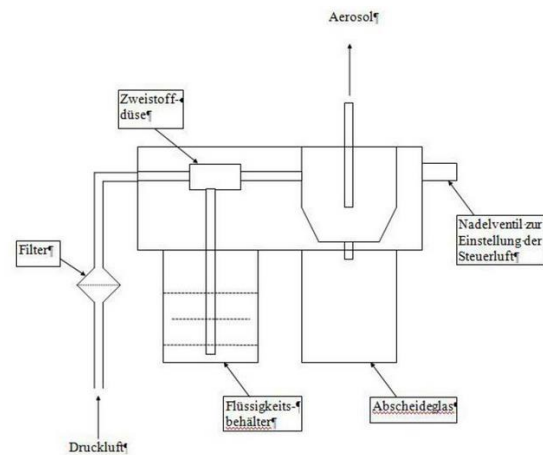 Aerosol¶
Zweistoff-
düse¶
Nadelventil·zur
Einstellung·der
Steuerluft¶
Filter¶
Flüssigkeits-¶
behälter¶
Abscheideglas¶
Druckluft¶